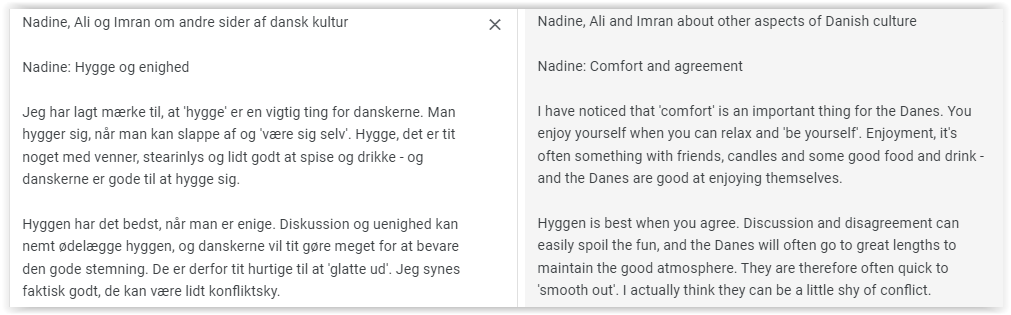 Nadine, Ali og Imran om andre sider af dansk kultur
Nadine: Hygge og enighed
Jeg har lagt mærke til, at 'hygge' er en vigtig ting for danskerne. Man
hygger sig, når man kan slappe af og 'være sig selv'. Hygge, det er tit
noget med venner, stearinlys og lidt godt at spise og drikke - og
danskerne er gode til at hygge sig.
Hyggen har det bedst, når man er enige. Diskussion og uenighed kan
nemt ødelægge hyggen, og danskerne vil tit gøre meget for at bevare
den gode stemning. De er derfor tit hurtige til at 'glatte ud'. Jeg synes
faktisk godt, de kan være lidt konfliktsky.
Nadine, Ali and Imran about other aspects of Danish culture
Nadine: Comfort and agreement
I have noticed that 'comfort' is an important thing for the Danes. You
enjoy yourself when you can relax and 'be yourself'. Enjoyment, it's
often something with friends, candles and some good food and drink -
and the Danes are good at enjoying themselves.
Hyggen is best when you agree. Discussion and disagreement can
easily spoil the fun, and the Danes will often go to great lengths to
maintain the good atmosphere. They are therefore often quick to
'smooth out'. I actually think they can be a little shy of conflict.